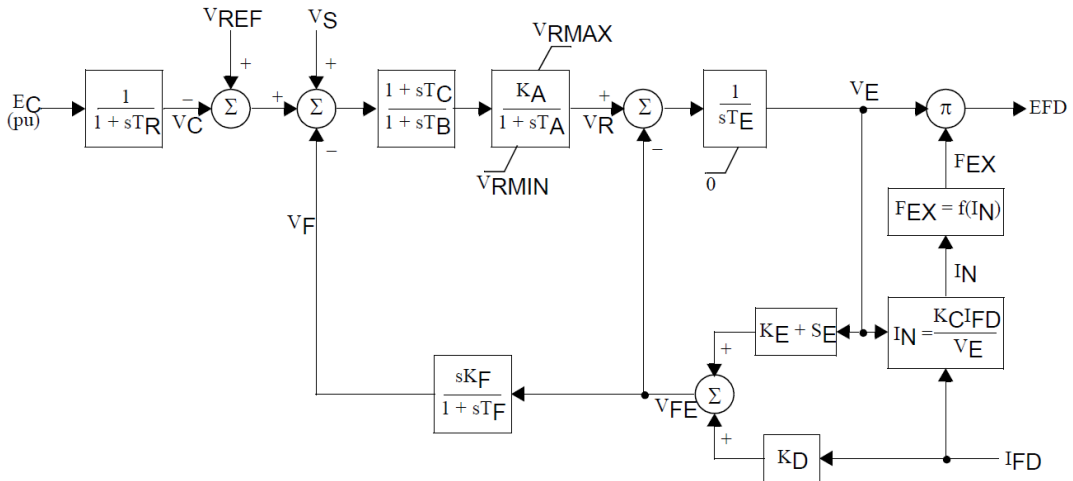 VREF
VS
VRMAX
EC
(pu)
1
1 + sTR
−
VC
+
Σ
+
+
Σ
−
1 + sTC
1 + sTB
KA
1 + sTA
VRMIN
+
VR
Σ
−
1
sTE
0
VE
π
EFD
FEX
FEX = f(IN)
IN
IN = KCIFD
VE
KE + SE
+
Σ
VFE
+
KD
IFD
VF
sKF
1 + sTF